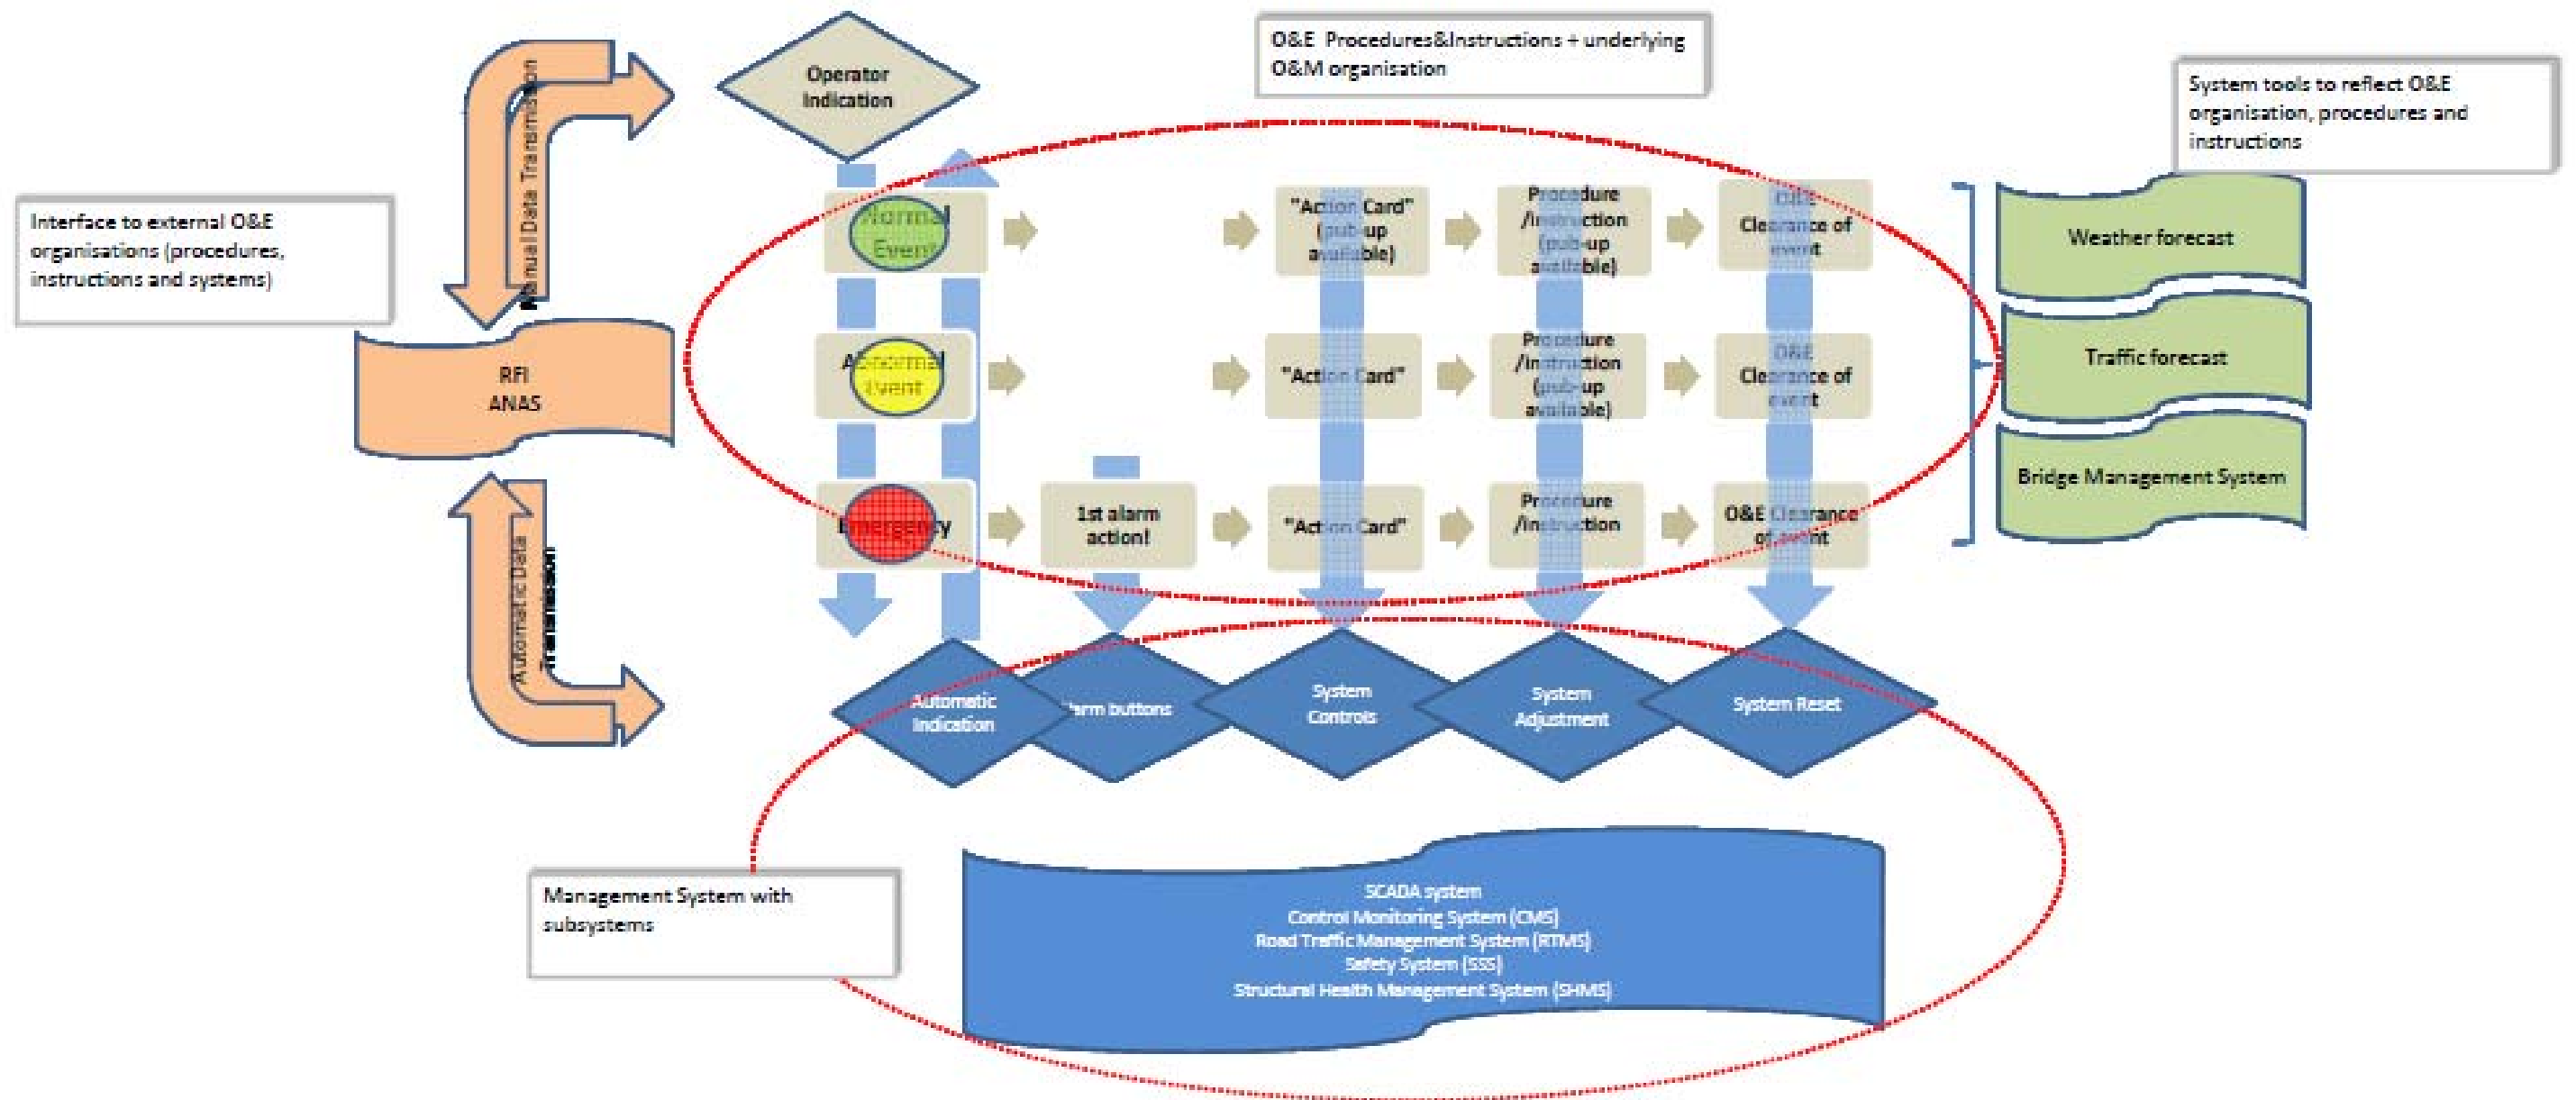 Operator
Indication
O&E Procedures&Instructions + underlying
O&M organisation
System tools to reflect O&E
organisation, procedures and
instructions
Interface to external O&E
organisations (procedures,
instructions and systems)
Manual Data Transmission
Normal
Event
"Action Card"
(pub-up
available)
Procedure
/instruction
(pub-up
available)
O&E
Clearance of
event
Weather forecast
RFI
ANAS
Abnormal
Event
"Action Card"
Procedure
/instruction
(pub-up
available)
O&E
Clearance of
event
Traffic forecast
Bridge Management System
Emergency
1st alarm
action!
"Action Card"
Procedure
/instruction
O&E Clearance
of event
Automatic Data
Transmission
Automatic
Indication
arm buttons
System
Controls
System
Adjustment
System Reset
Management System with
subsystems
SCADA system
Control Monitoring System (CMS)
Road Traffic Management System (RTMS)
Safety System (SSS)
Structural Health Management System (SHMS)